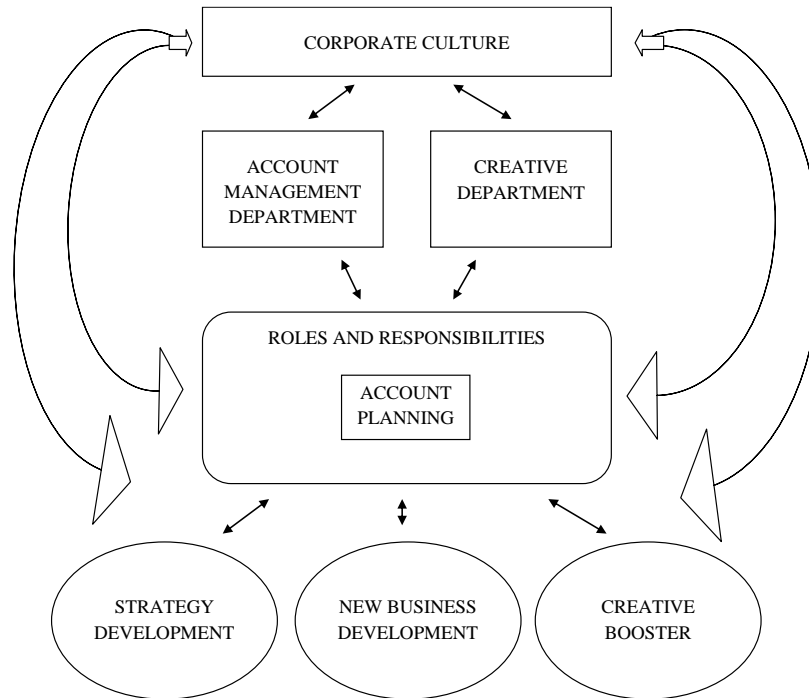 CORPORATE CULTURE
ACCOUNT
MANAGEMENT
DEPARTMENT
CREATIVE
DEPARTMENT
ROLES AND RESPONSIBILITIES
ACCOUNT
PLANNING
STRATEGY
DEVELOPMENT
NEW BUSINESS
DEVELOPMENT
CREATIVE
BOOSTER